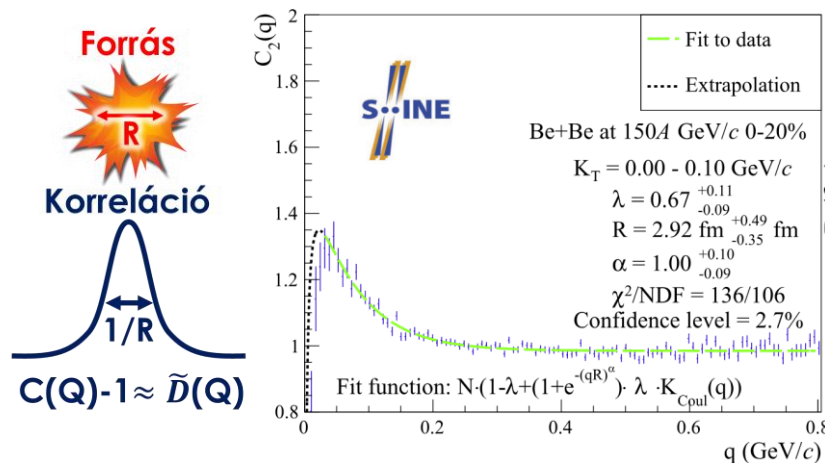 Forrás
R
Korreláció
1/R
C(Q)-1≈ D̃(Q)
C₂(q)
2
1.8
1.6
1.4
1.2
1
0.8
0
0.2
0.4
0.6
0.8
q (GeV/c)
Fit to data
Extrapolation
S••INE
Be+Be at 150A GeV/c 0-20%
K_T = 0.00 - 0.10 GeV/c
λ = 0.67 +0.11 -0.09
R = 2.92 fm +0.49 -0.35 fm
α = 1.00 +0.10 -0.09
χ²/NDF = 136/106
Confidence level = 2.7%
Fit function: N·(1-λ+(1+e^-(qR)^α)· λ ·K_Coul(q))